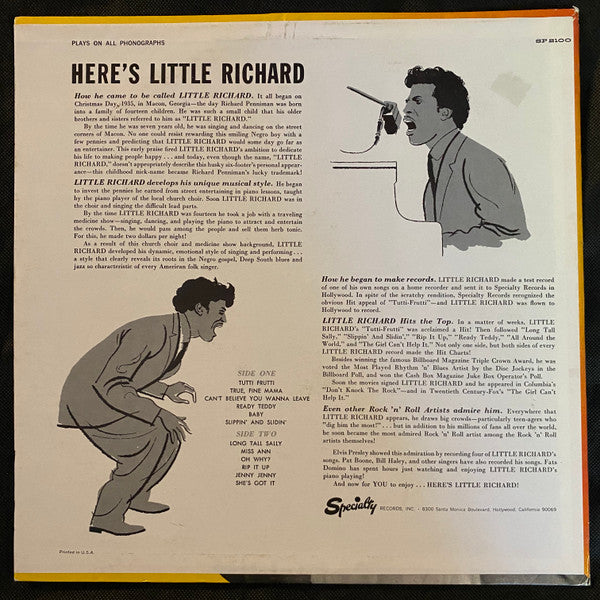 PLAYS ON ALL PHONOGRAPHS
SP 2100
HERE'S LITTLE RICHARD
How he came to be called LITTLE RICHARD. It all began on
Christmas Day, 1935, in Macon, Georgia—the day Richard Penniman was born
into a family of fourteen children. He was such a small child that his older
brothers and sisters referred to him as "LITTLE RICHARD."
By the time he was seven years old, he was singing and dancing on the street
corners of Macon. No one could resist rewarding this smiling Negro boy with a
few pennies and predicting that LITTLE RICHARD would some day go far as
an entertainer. This early praise fired LITTLE RICHARD's ambition to dedicate
his life to making people happy . . . and today, even though the name, "LITTLE
RICHARD," doesn't appropriately describe this husky six-footer's personal appear-
ance—this childhood nick-name became Richard Penniman's lucky trademark!
LITTLE RICHARD develops his unique musical style. He began
to invest the pennies he earned from street entertaining in piano lessons, taught
by the piano player of the local church choir. Soon LITTLE RICHARD was in
the choir and singing the difficult lead parts.
By the time LITTLE RICHARD was fourteen he took a job with a traveling
medicine show—singing, dancing, and playing the piano to attract and entertain
the crowds. Then, he would pass among the people and sell them herb tonic.
For this, he made two dollars per night!
As a result of this church choir and medicine show background, LITTLE
RICHARD developed his dynamic, emotional style of singing and performing . . .
a style that clearly reveals its roots in the Negro gospel, Deep South blues and
jazz so characteristic of every American folk singer.
SIDE ONE
TUTTI FRUTTI
TRUE, FINE MAMA
CAN'T BELIEVE YOU WANNA LEAVE
READY TEDDY
BABY
SLIPPIN' AND SLIDIN'
SIDE TWO
LONG TALL SALLY
MISS ANN
OH WHY?
RIP IT UP
JENNY JENNY
SHE'S GOT IT
How he began to make records. LITTLE RICHARD made a test record
of one of his own songs on a home recorder and sent it to Specialty Records in
Hollywood. In spite of the scratchy rendition, Specialty Records recognized the
obvious Hit appeal of "Tutti-Frutti"—and LITTLE RICHARD was flown to
Hollywood to record.
LITTLE RICHARD Hits the Top. In a matter of weeks, LITTLE
RICHARD's "Tutti-Frutti" was acclaimed a Hit! Then followed "Long Tall
Sally," "Slippin' And Slidin'," "Rip It Up," "Ready Teddy," "All Around the
World," and "The Girl Can't Help It." Not only one side, but both sides of every
LITTLE RICHARD record made the Hit Charts!
Besides winning the famous Billboard Magazine Triple Crown Award, he was
voted the Most Played Rhythm 'n' Blues Artist by the Disc Jockeys in the
Billboard Poll, and won the Cash Box Magazine Juke Box Operator's Poll.
Soon the movies signed LITTLE RICHARD and he appeared in Columbia's
"Don't Knock The Rock"—and in Twentieth Century-Fox's "The Girl Can't
Help It."
Even other Rock 'n' Roll Artists admire him. Everywhere that
LITTLE RICHARD appears, he draws big crowds—particularly teen-agers who
"dig him the most!" . . . but in addition to his millions of fans all over the world,
he soon became the most admired Rock 'n' Roll artist among the Rock 'n' Roll
artists themselves!
Elvis Presley showed this admiration by recording four of LITTLE RICHARD's
songs. Pat Boone, Bill Haley, and other singers have also recorded his songs. Fats
Domino has spent hours just watching and enjoying LITTLE RICHARD's
piano playing!
And now for YOU to enjoy . . . HERE'S LITTLE RICHARD!
Specialty RECORDS, INC. • 8300 Santa Monica Boulevard, Hollywood, California 90069
Printed in U.S.A.